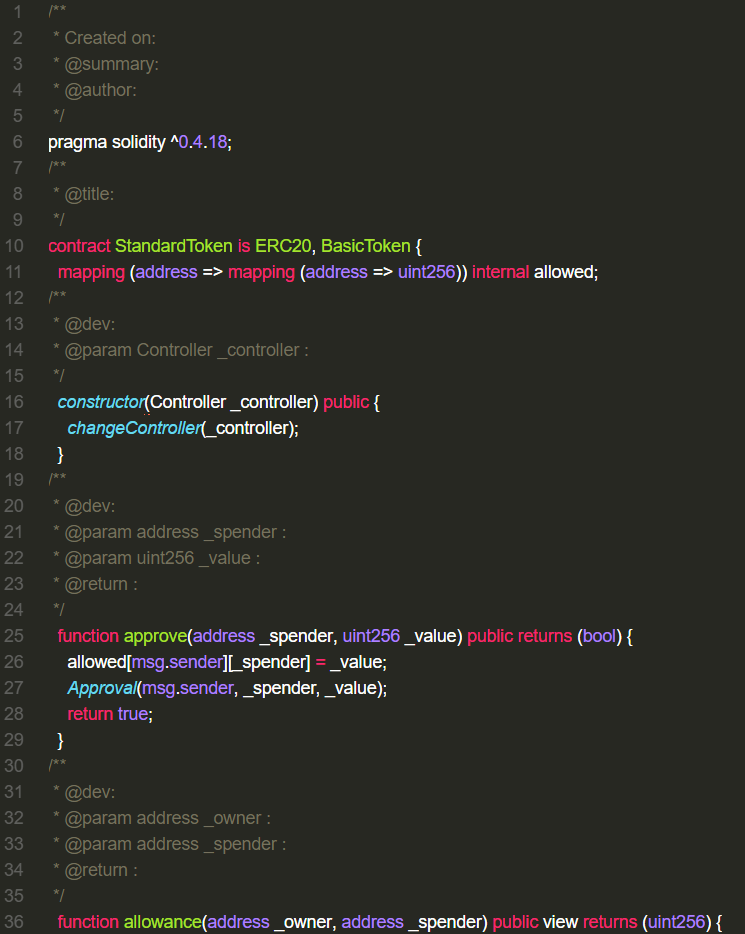 1 /**
2  * Created on:
3  * @summary:
4  * @author:
5  */
6 pragma solidity ^0.4.18;
7 /**
8  * @title:
9  */
10 contract StandardToken is ERC20, BasicToken {
11   mapping (address => mapping (address => uint256)) internal allowed;
12 /**
13  * @dev:
14  * @param Controller _controller :
15  */
16   constructor(Controller _controller) public {
17     changeController(_controller);
18   }
19 /**
20  * @dev:
21  * @param address _spender :
22  * @param uint256 _value :
23  * @return :
24  */
25   function approve(address _spender, uint256 _value) public returns (bool) {
26     allowed[msg.sender][_spender] = _value;
27     Approval(msg.sender, _spender, _value);
28     return true;
29   }
30 /**
31  * @dev:
32  * @param address _owner :
33  * @param address _spender :
34  * @return :
35  */
36   function allowance(address _owner, address _spender) public view returns (uint256) {